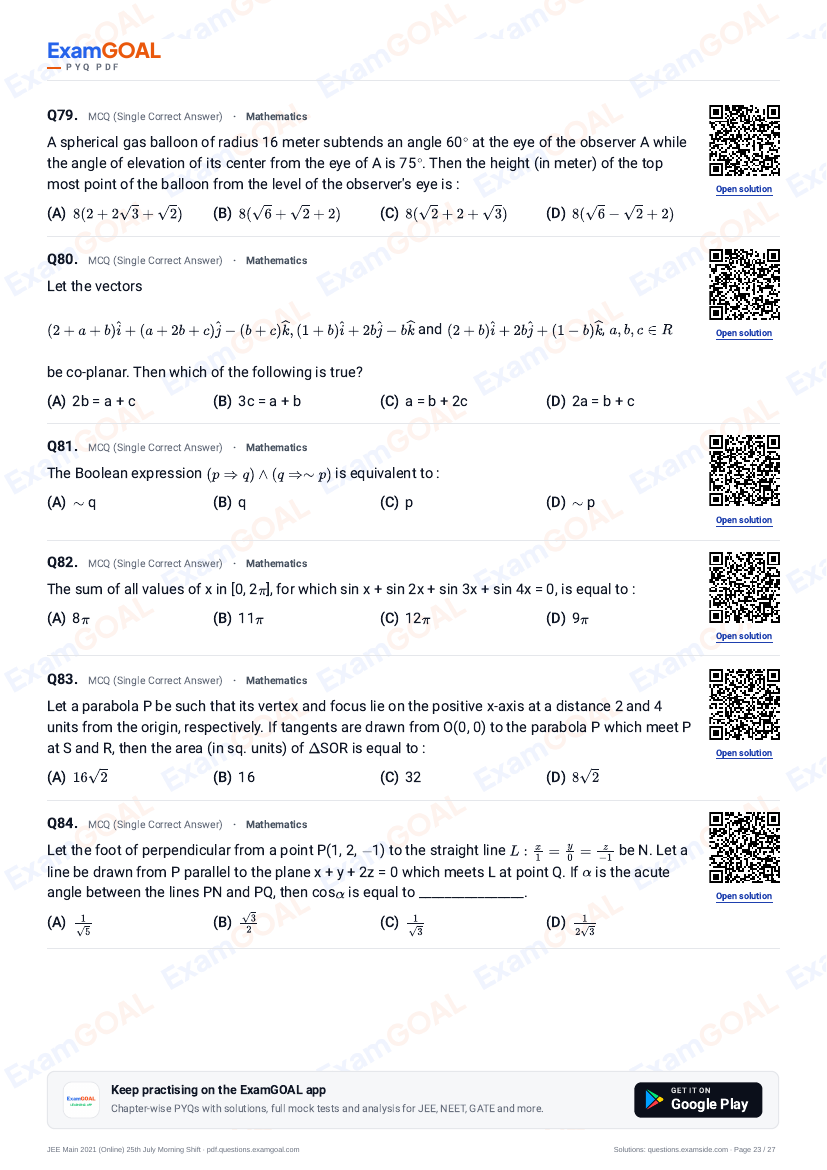 ExamGOAL
PYQ PDF
Q79. MCQ (Single Correct Answer) · Mathematics
A spherical gas balloon of radius 16 meter subtends an angle 60° at the eye of the observer A while
the angle of elevation of its center from the eye of A is 75°. Then the height (in meter) of the top
most point of the balloon from the level of the observer's eye is :
(A) 8(2 + 2√3 + √2) (B) 8(√6 + √2 + 2) (C) 8(√2 + 2 + √3) (D) 8(√6 − √2 + 2)
Open solution
Q80. MCQ (Single Correct Answer) · Mathematics
Let the vectors
(2 + a + b)î + (a + 2b + c)ĵ − (b + c)k̂, (1 + b)î + 2bĵ − bk̂ and (2 + b)î + 2bĵ + (1 − b)k̂, a, b, c ∈ R
be co-planar. Then which of the following is true?
(A) 2b = a + c (B) 3c = a + b (C) a = b + 2c (D) 2a = b + c
Open solution
Q81. MCQ (Single Correct Answer) · Mathematics
The Boolean expression (p ⇒ q) ∧ (q ⇒∼ p) is equivalent to :
(A) ∼ q (B) q (C) p (D) ∼ p
Open solution
Q82. MCQ (Single Correct Answer) · Mathematics
The sum of all values of x in [0, 2π], for which sin x + sin 2x + sin 3x + sin 4x = 0, is equal to :
(A) 8π (B) 11π (C) 12π (D) 9π
Open solution
Q83. MCQ (Single Correct Answer) · Mathematics
Let a parabola P be such that its vertex and focus lie on the positive x-axis at a distance 2 and 4
units from the origin, respectively. If tangents are drawn from O(0, 0) to the parabola P which meet P
at S and R, then the area (in sq. units) of ΔSOR is equal to :
(A) 16√2 (B) 16 (C) 32 (D) 8√2
Open solution
Q84. MCQ (Single Correct Answer) · Mathematics
Let the foot of perpendicular from a point P(1, 2, −1) to the straight line L : x/1 = y/0 = z/−1 be N. Let a
line be drawn from P parallel to the plane x + y + 2z = 0 which meets L at point Q. If α is the acute
angle between the lines PN and PQ, then cosα is equal to ________________.
(A) 1/√5 (B) √3/2 (C) 1/√3 (D) 1/2√3
Open solution
Keep practising on the ExamGOAL app
Chapter-wise PYQs with solutions, full mock tests and analysis for JEE, NEET, GATE and more.
GET IT ON
Google Play
JEE Main 2021 (Online) 25th July Morning Shift · pdf.questions.examgoal.com
Solutions: questions.examside.com · Page 23 / 27